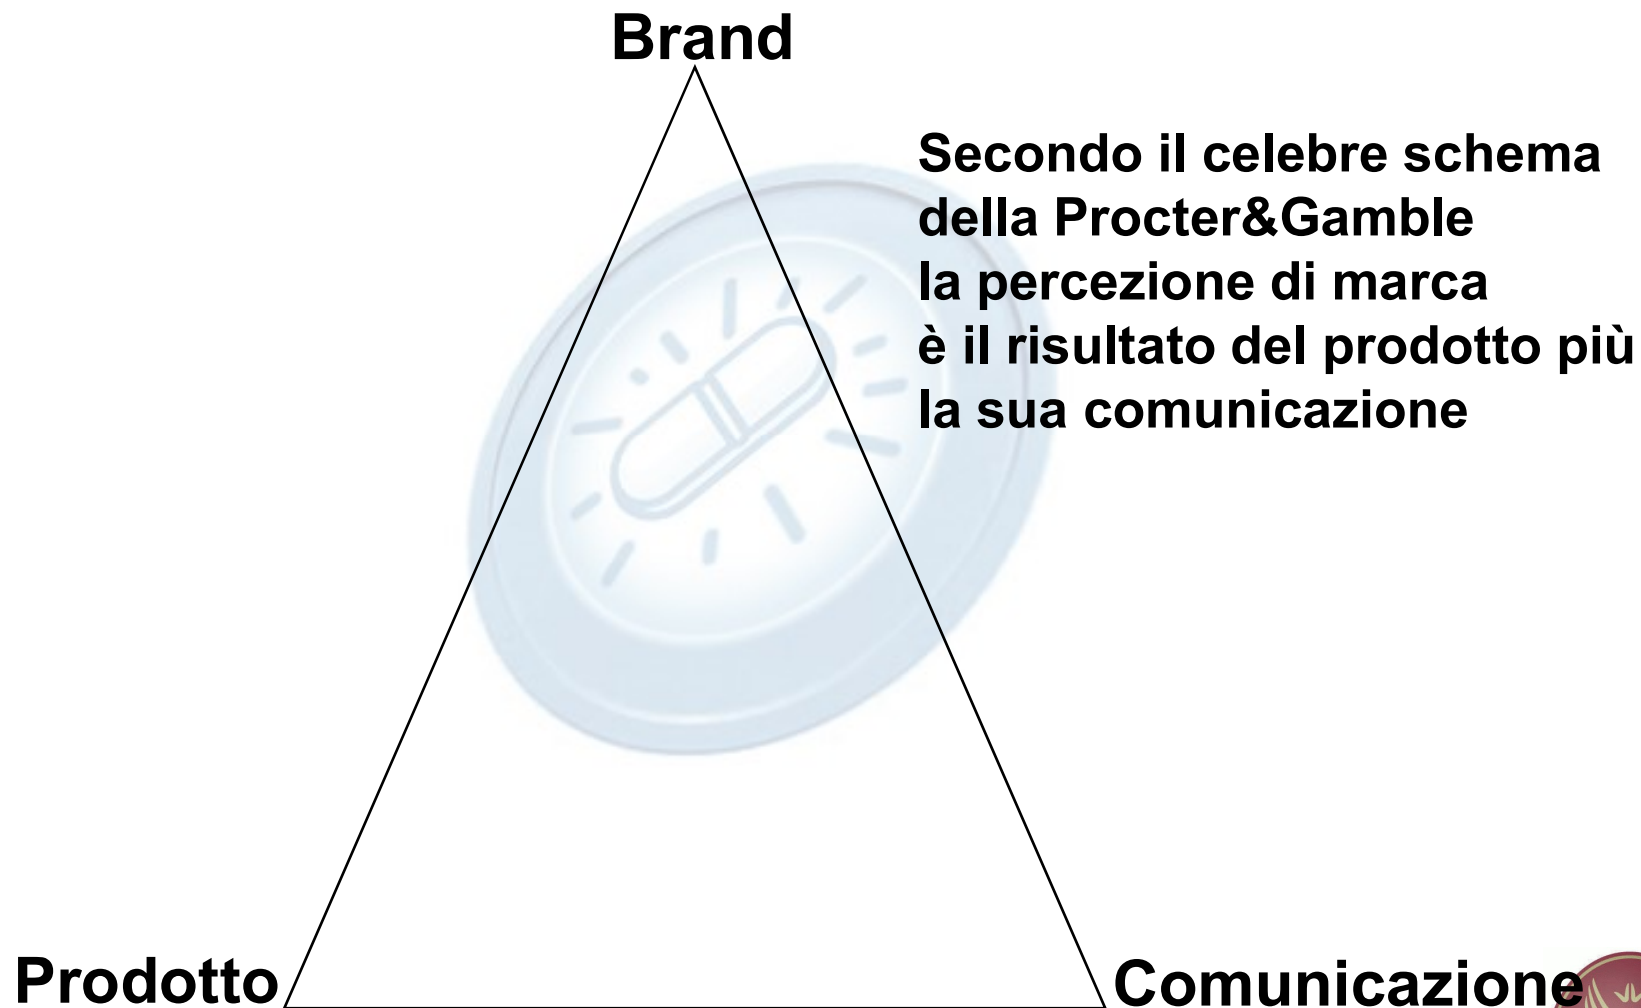 Brand
Secondo il celebre schema
della Procter&Gamble
la percezione di marca
è il risultato del prodotto più
la sua comunicazione
Prodotto
Comunicazione